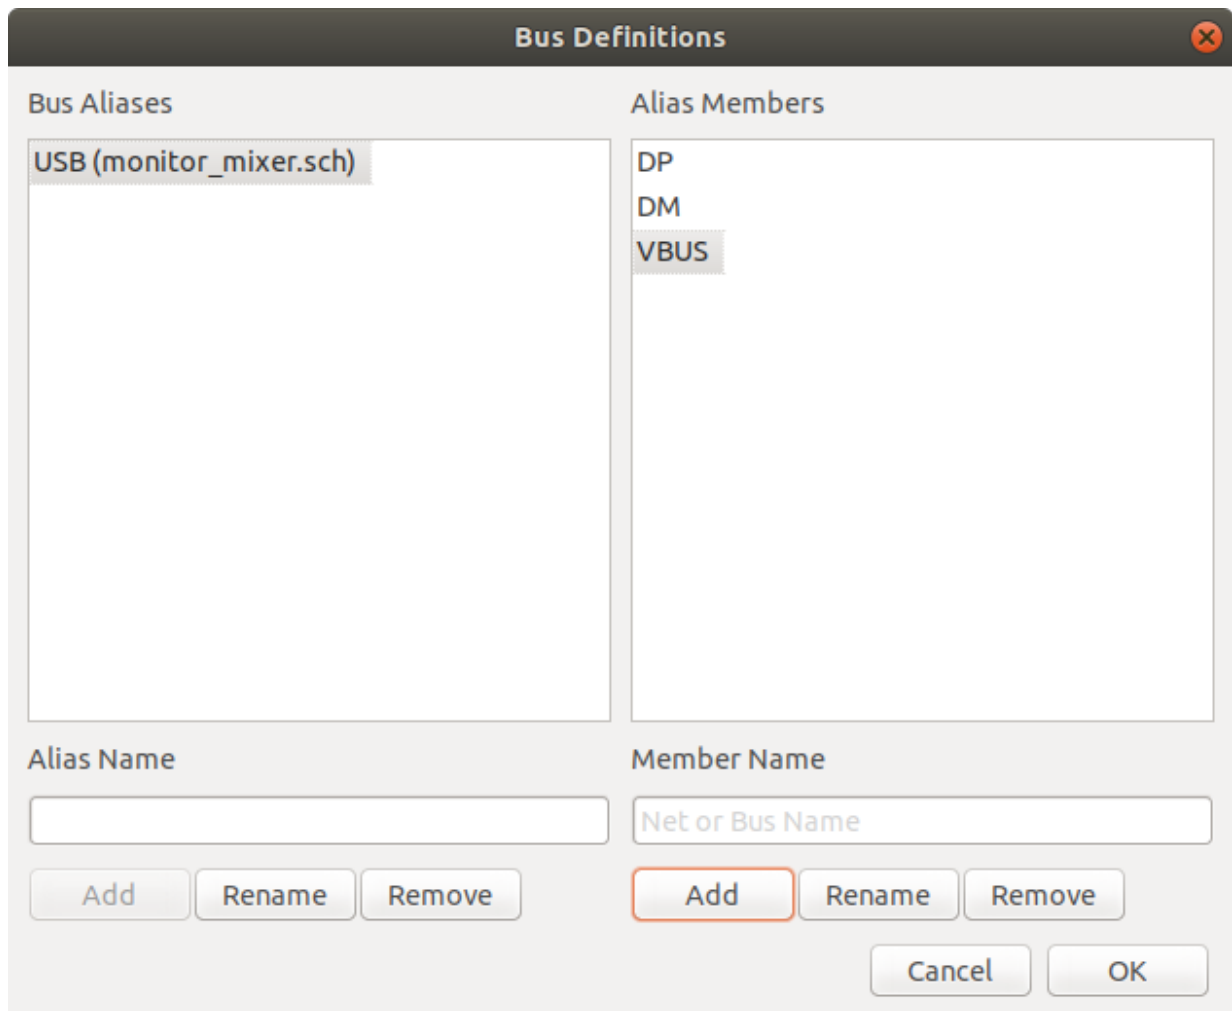 Bus Definitions
Bus Aliases
Alias Members
USB (monitor_mixer.sch)
DP
DM
VBUS
Alias Name
Member Name
Net or Bus Name
Add
Rename
Remove
Add
Rename
Remove
Cancel
OK